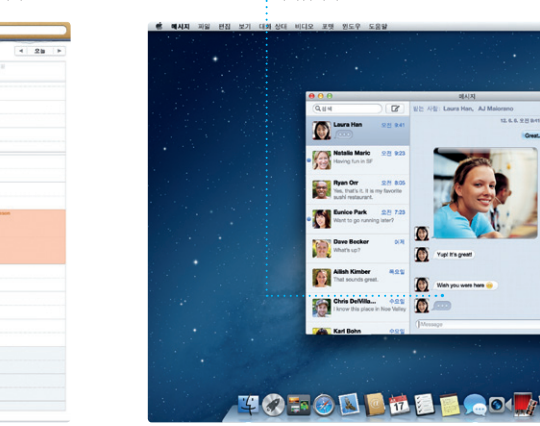 오늘
메시지 파일 편집 보기 대화 상대 비디오 포맷 윈도우 도움말
메시지
검색
받는 사람: Laura Han, AJ Maiorano
Laura Han 오전 9:41
Great.
Natalie Maric 오전 9:23
Having fun in SF
Ryan Orr 오전 8:05
Yes, that's it. It is my favorite
sushi restaurant.
Eunice Park 오전 7:23
Want to go running later?
Dave Becker 어제
What's up?
Yup! It's great!
Ailish Kimber 목요일
That sounds great.
Wish you were here
Chris DeVilla... 수요일
I know this place in Noe Valley
Karl Bohn 수요일
iMessage
17